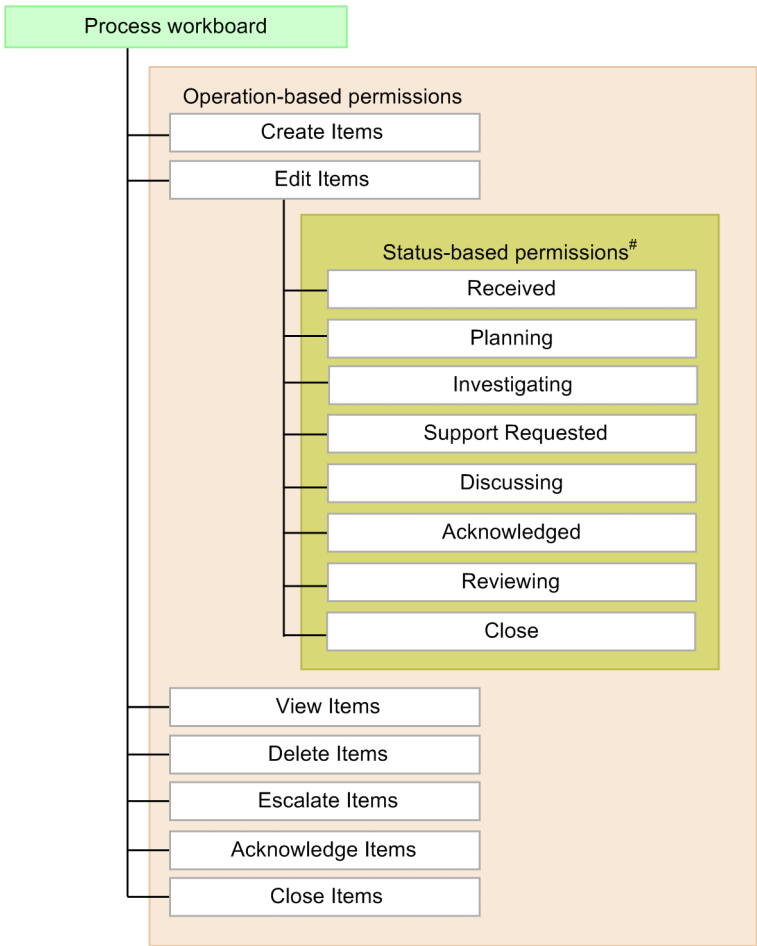 Process workboard
Operation-based permissions
Create Items
Edit Items
Status-based permissions#
Received
Planning
Investigating
Support Requested
Discussing
Acknowledged
Reviewing
Close
View Items
Delete Items
Escalate Items
Acknowledge Items
Close Items